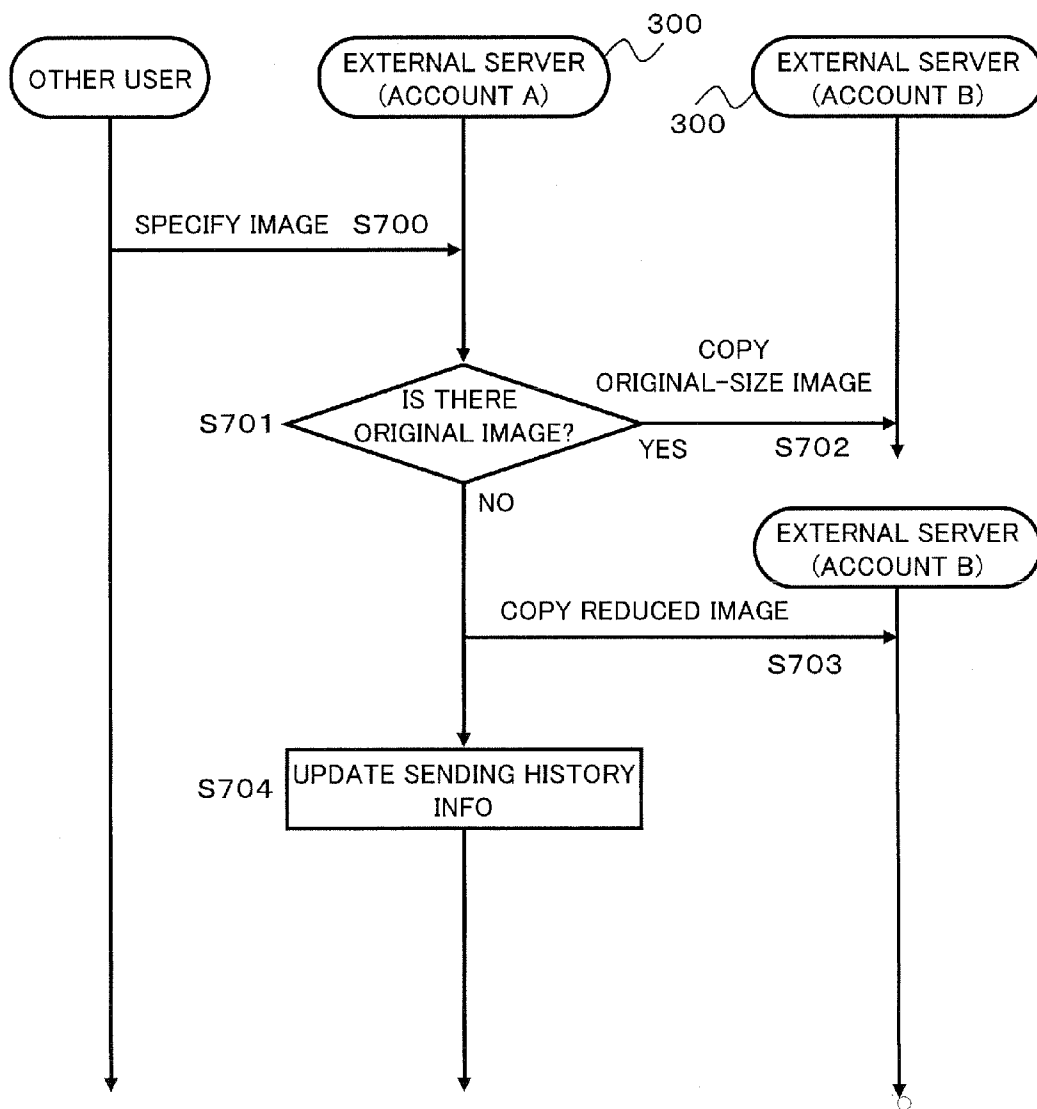 300
OTHER USER
EXTERNAL SERVER
(ACCOUNT A)
EXTERNAL SERVER
(ACCOUNT B)
300
SPECIFY IMAGE S700
COPY
ORIGINAL-SIZE IMAGE
S701
IS THERE
ORIGINAL IMAGE?
YES
S702
NO
EXTERNAL SERVER
(ACCOUNT B)
COPY REDUCED IMAGE
S703
S704
UPDATE SENDING HISTORY
INFO